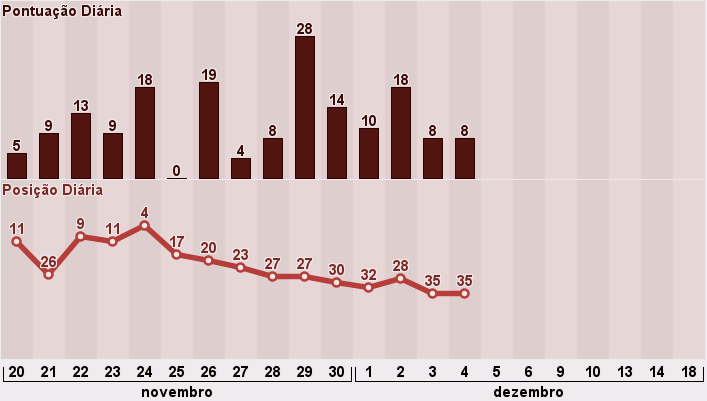 Pontuação Diária
5 9 13 9 18 0 19 4 8 28 14 10 18 8 8
Posição Diária
11 26 9 11 4 17 20 23 27 27 30 32 28 35 35
20 21 22 23 24 25 26 27 28 29 30 1 2 3 4 5 6 9 10 13 14 18
novembro dezembro